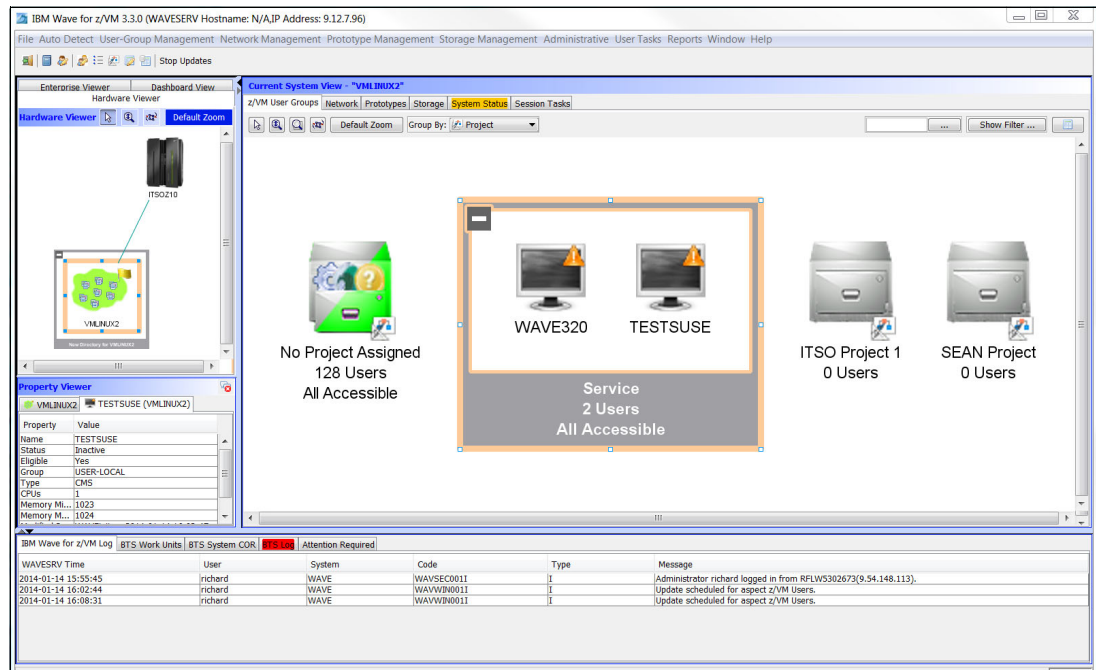 IBM Wave for z/VM 3.3.0 (WAVESERV Hostname: N/A,IP Address: 9.12.7.96)
File Auto Detect User-Group Management Network Management Prototype Management Storage Management Administrative User Tasks Reports Window Help
Stop Updates
Enterprise Viewer Dashboard View
Hardware Viewer
Hardware Viewer Default Zoom
ITSOZ10
VMLINUX2
New Directory for VMLINUX2
Current System View - "VMLINUX2"
z/VM User Groups Network Prototypes Storage System Status Session Tasks
Default Zoom Group By: Project ... Show Filter ...
No Project Assigned
128 Users
All Accessible
WAVE320 TESTSUSE
Service
2 Users
All Accessible
ITSO Project 1
0 Users
SEAN Project
0 Users
Property Viewer
VMLINUX2 TESTSUSE (VMLINUX2)
Property Value
Name TESTSUSE
Status Inactive
Eligible Yes
Group USER-LOCAL
Type CMS
CPUs 1
Memory Mi... 1023
Memory M... 1024
IBM Wave for z/VM Log BTS Work Units BTS System COR BTS Log Attention Required
WAVESRV Time User System Code Type Message
2014-01-14 15:55:45 richard WAVE WAVSEC001I I Administrator richard logged in from RFLW5302673(9.54.148.113).
2014-01-14 16:02:44 richard WAVE WAVWIN001I I Update scheduled for aspect z/VM Users.
2014-01-14 16:08:31 richard WAVE WAVWIN001I I Update scheduled for aspect z/VM Users.